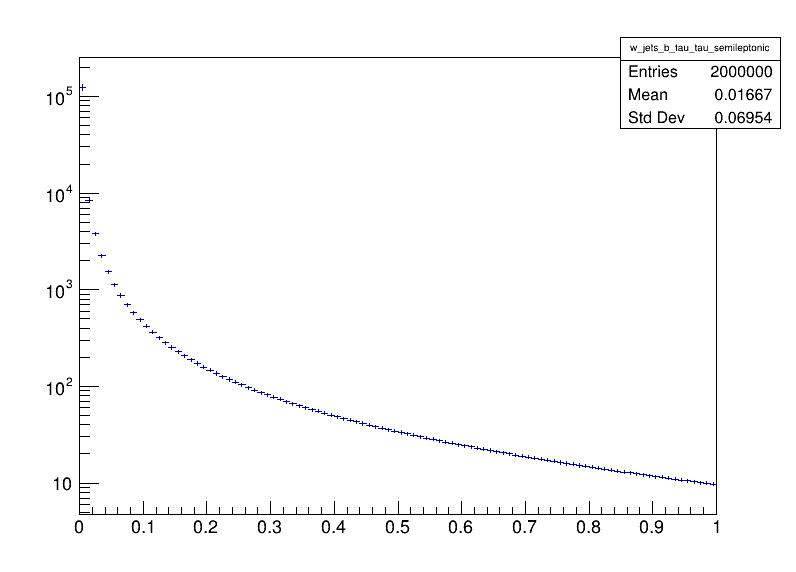 w_jets_b_tau_tau_semileptonic
Entries 2000000
Mean 0.01667
Std Dev 0.06954
10^5
10^4
10^3
10^2
10
0 0.1 0.2 0.3 0.4 0.5 0.6 0.7 0.8 0.9 1